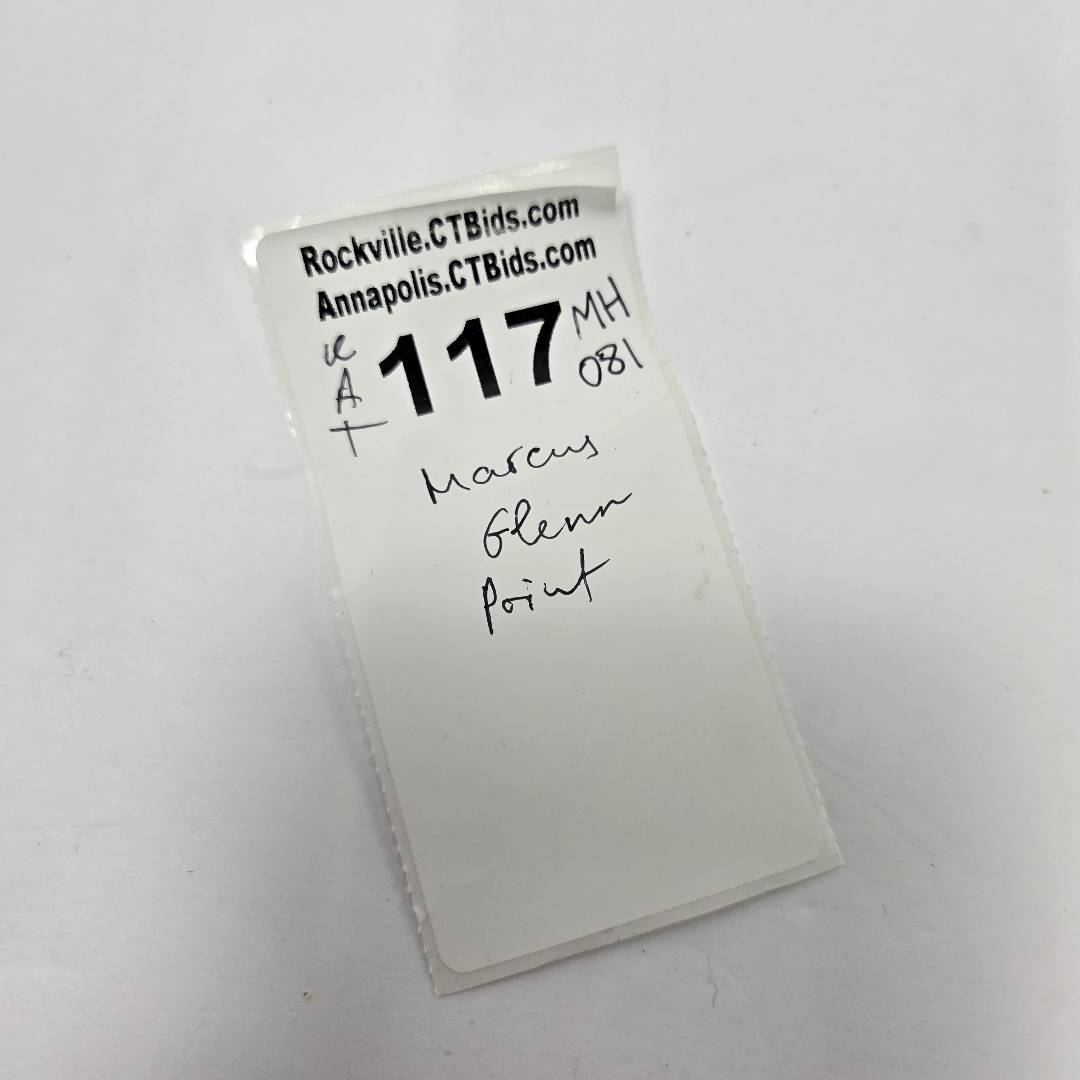 Rockville.CTBids.com
Annapolis.CTBids.com
K
A
T
117
MH
081
Marcus
Glenn
Point